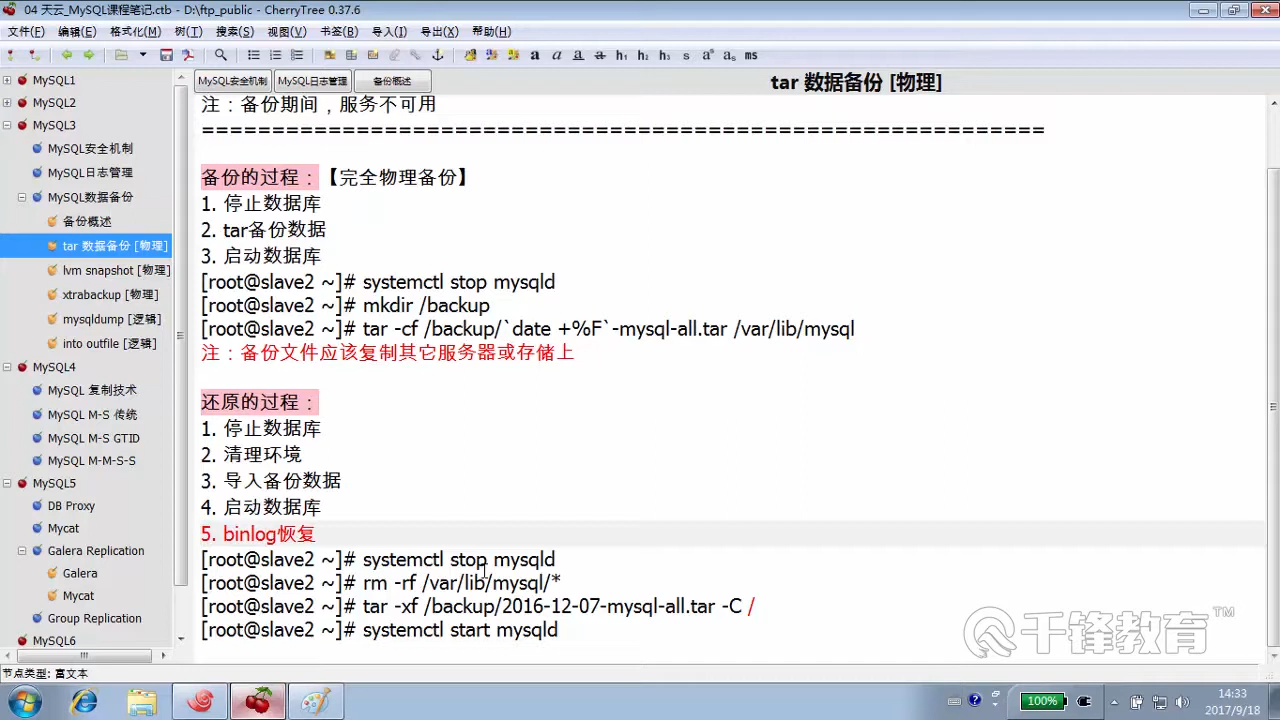 04 天云_MySQL课程笔记.ctb - D:\ftp_public - CherryTree 0.37.6
文件(F) 编辑(E) 格式化(M) 树(T) 搜索(S) 视图(V) 书签(B) 导入(I) 导出(X) 帮助(H)
a a a a h1 h2 h3 s aˢ aₛ ms
MySQL1
MySQL2
MySQL3
MySQL安全机制
MySQL日志管理
MySQL数据备份
备份概述
tar 数据备份 [物理]
lvm snapshot [物理]
xtrabackup [物理]
mysqldump [逻辑]
into outfile [逻辑]
MySQL4
MySQL 复制技术
MySQL M-S 传统
MySQL M-S GTID
MySQL M-M-S-S
MySQL5
DB Proxy
Mycat
Galera Replication
Galera
Mycat
Group Replication
MySQL6
MySQL安全机制 MySQL日志管理 备份概述
tar 数据备份 [物理]
注：备份期间，服务不可用
============================================================
备份的过程：【完全物理备份】
1. 停止数据库
2. tar备份数据
3. 启动数据库
[root@slave2 ~]# systemctl stop mysqld
[root@slave2 ~]# mkdir /backup
[root@slave2 ~]# tar -cf /backup/`date +%F`-mysql-all.tar /var/lib/mysql
注：备份文件应该复制其它服务器或存储上
还原的过程：
1. 停止数据库
2. 清理环境
3. 导入备份数据
4. 启动数据库
5. binlog恢复
[root@slave2 ~]# systemctl stop mysqld
[root@slave2 ~]# rm -rf /var/lib/mysql/*
[root@slave2 ~]# tar -xf /backup/2016-12-07-mysql-all.tar -C /
[root@slave2 ~]# systemctl start mysqld
千锋教育™
节点类型: 富文本
100%
14:33
2017/9/18